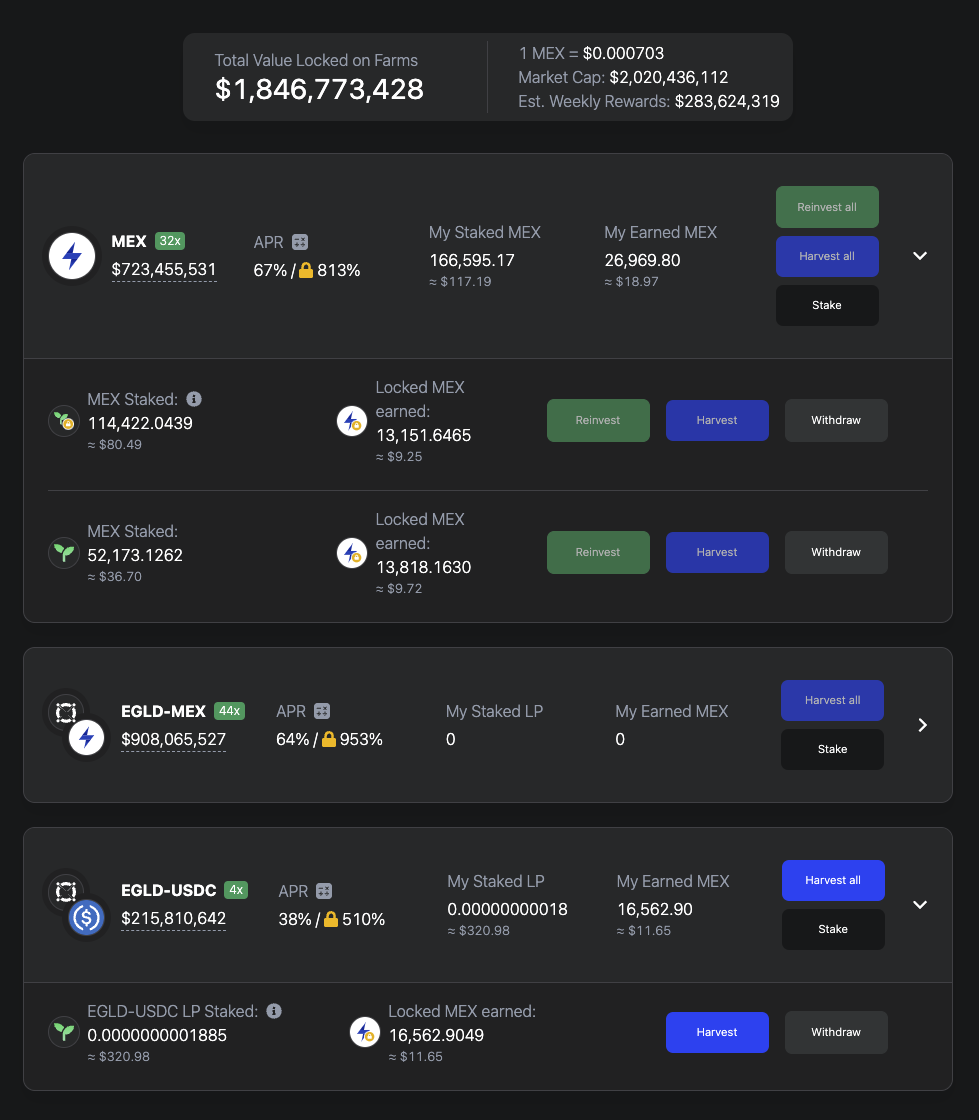 Total Value Locked on Farms
$1,846,773,428
1 MEX = $0.000703
Market Cap: $2,020,436,112
Est. Weekly Rewards: $283,624,319
MEX 32x
$723,455,531
APR
67% / 813%
My Staked MEX
166,595.17
≈ $117.19
My Earned MEX
26,969.80
≈ $18.97
Reinvest all
Harvest all
Stake
MEX Staked:
114,422.0439
≈ $80.49
Locked MEX
earned:
13,151.6465
≈ $9.25
Reinvest
Harvest
Withdraw
MEX Staked:
52,173.1262
≈ $36.70
Locked MEX
earned:
13,818.1630
≈ $9.72
Reinvest
Harvest
Withdraw
EGLD-MEX 44x
$908,065,527
APR
64% / 953%
My Staked LP
0
My Earned MEX
0
Harvest all
Stake
EGLD-USDC 4x
$215,810,642
APR
38% / 510%
My Staked LP
0.00000000018
≈ $320.98
My Earned MEX
16,562.90
≈ $11.65
Harvest all
Stake
EGLD-USDC LP Staked:
0.0000000001885
≈ $320.98
Locked MEX earned:
16,562.9049
≈ $11.65
Harvest
Withdraw